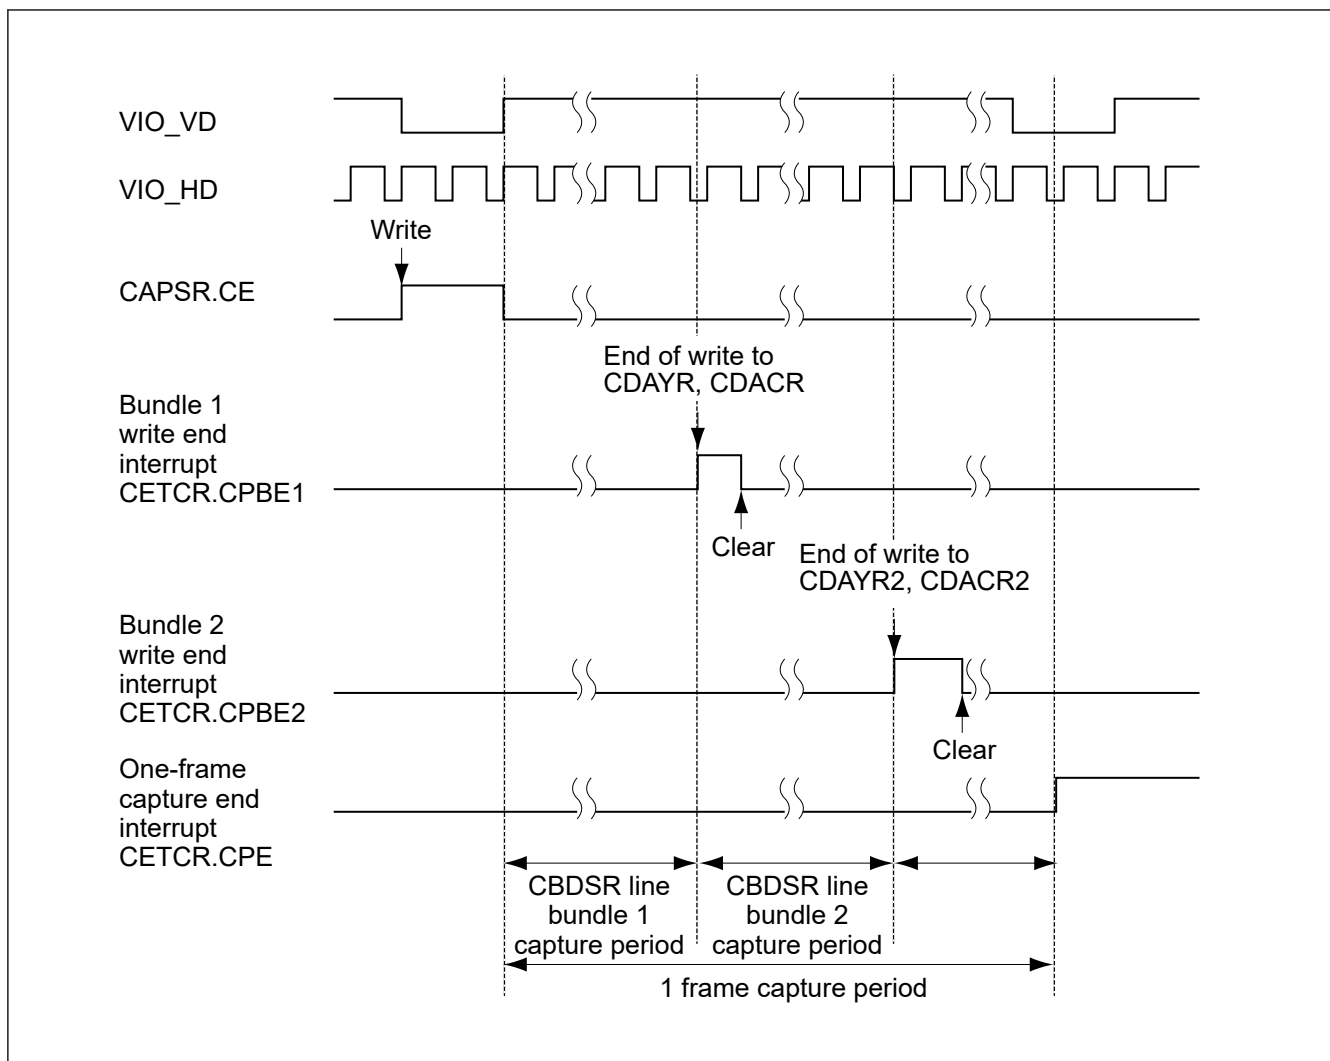 VIO_VD
VIO_HD
Write
CAPSR.CE
End of write to
CDAYR, CDACR
Bundle 1
write end
interrupt
CETCR.CPBE1
Clear
End of write to
CDAYR2, CDACR2
Bundle 2
write end
interrupt
CETCR.CPBE2
Clear
One-frame
capture end
interrupt
CETCR.CPE
CBDSR line
bundle 1
capture period
CBDSR line
bundle 2
capture period
1 frame capture period